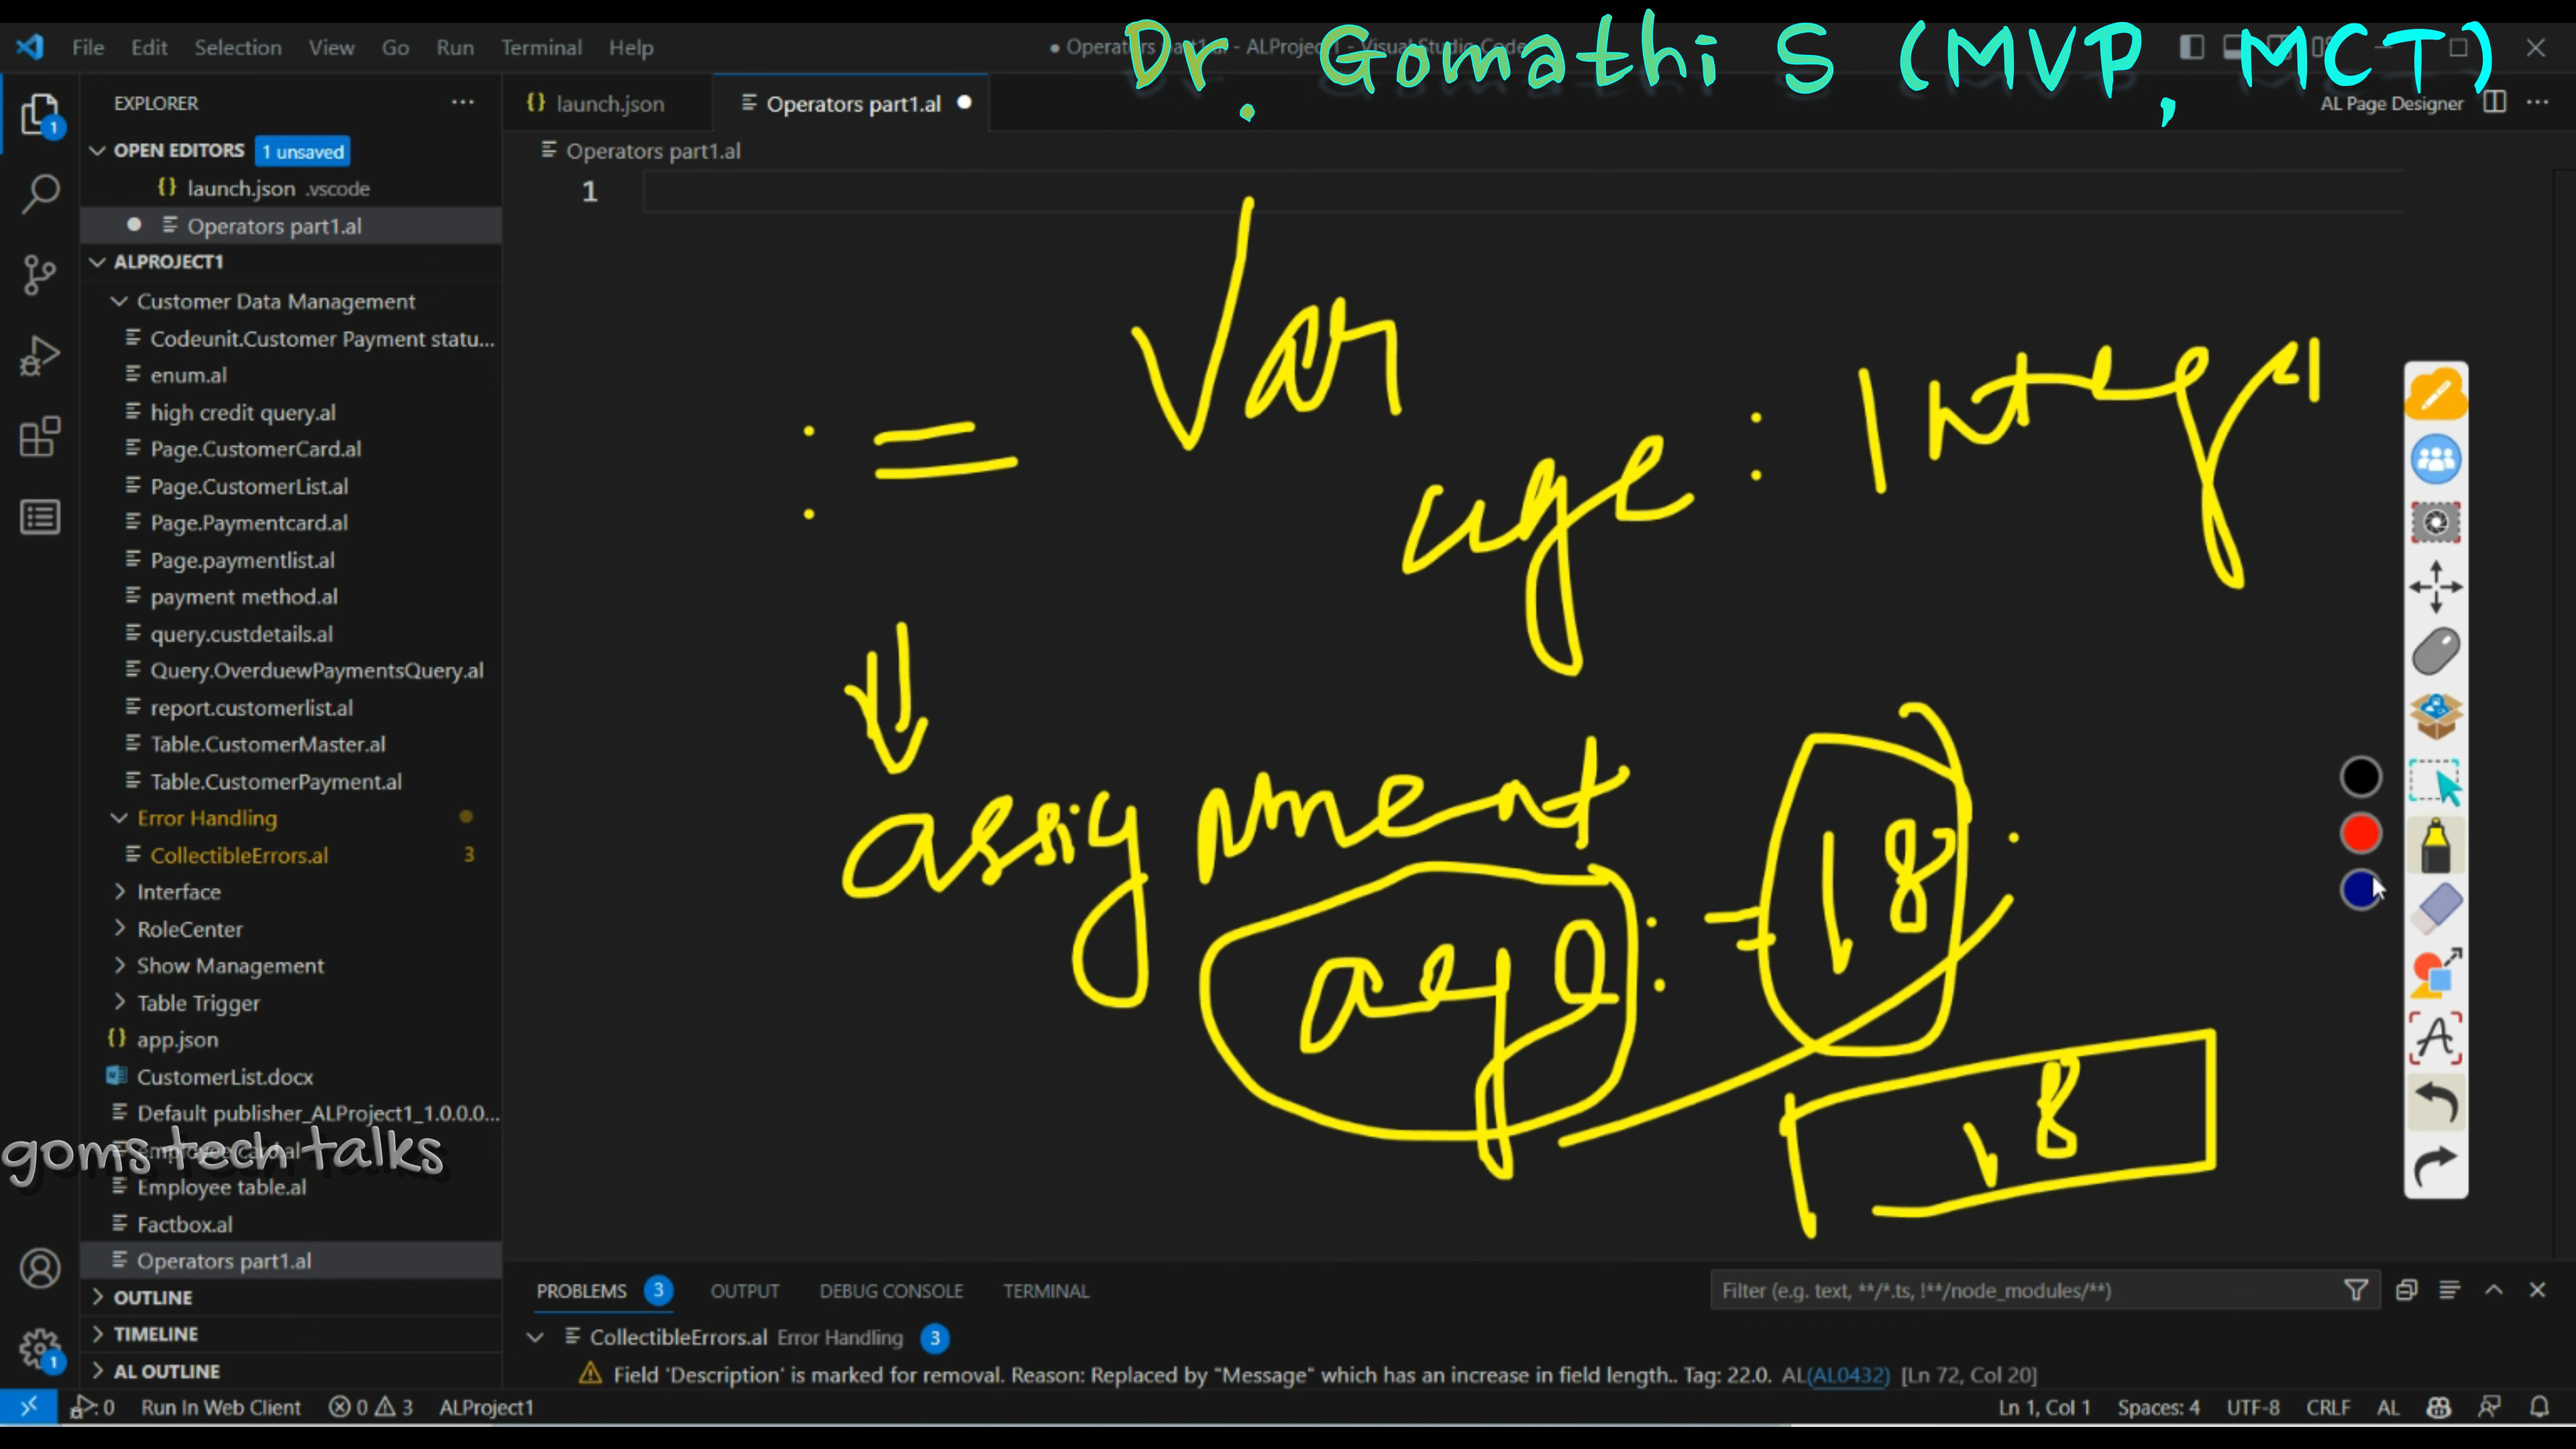 Dr. Gomathi S (MVP, MCT)
File Edit Selection View Go Run Terminal Help
EXPLORER
OPEN EDITORS 1 unsaved
launch.json .vscode
Operators part1.al
ALPROJECT1
Customer Data Management
Codeunit.Customer Payment statu...
enum.al
high credit query.al
Page.CustomerCard.al
Page.CustomerList.al
Page.Paymentcard.al
Page.paymentlist.al
payment method.al
query.custdetails.al
Query.OverduewPaymentsQuery.al
report.customerlist.al
Table.CustomerMaster.al
Table.CustomerPayment.al
Error Handling
CollectibleErrors.al 3
Interface
RoleCenter
Show Management
Table Trigger
app.json
CustomerList.docx
Default publisher_ALProject1_1.0.0.0...
goms tech talks
Employee table.al
Factbox.al
Operators part1.al
OUTLINE
TIMELINE
AL OUTLINE
launch.json Operators part1.al
AL Page Designer
Operators part1.al
1
Var
:= age : Integer
assignment
age := 18;
18
PROBLEMS 3 OUTPUT DEBUG CONSOLE TERMINAL
Filter (e.g. text, **/*.ts, !**/node_modules/**)
CollectibleErrors.al Error Handling 3
Field 'Description' is marked for removal. Reason: Replaced by "Message" which has an increase in field length.. Tag: 22.0. AL(AL0432) [Ln 72, Col 20]
0 Run In Web Client 0 3 ALProject1
Ln 1, Col 1 Spaces: 4 UTF-8 CRLF AL